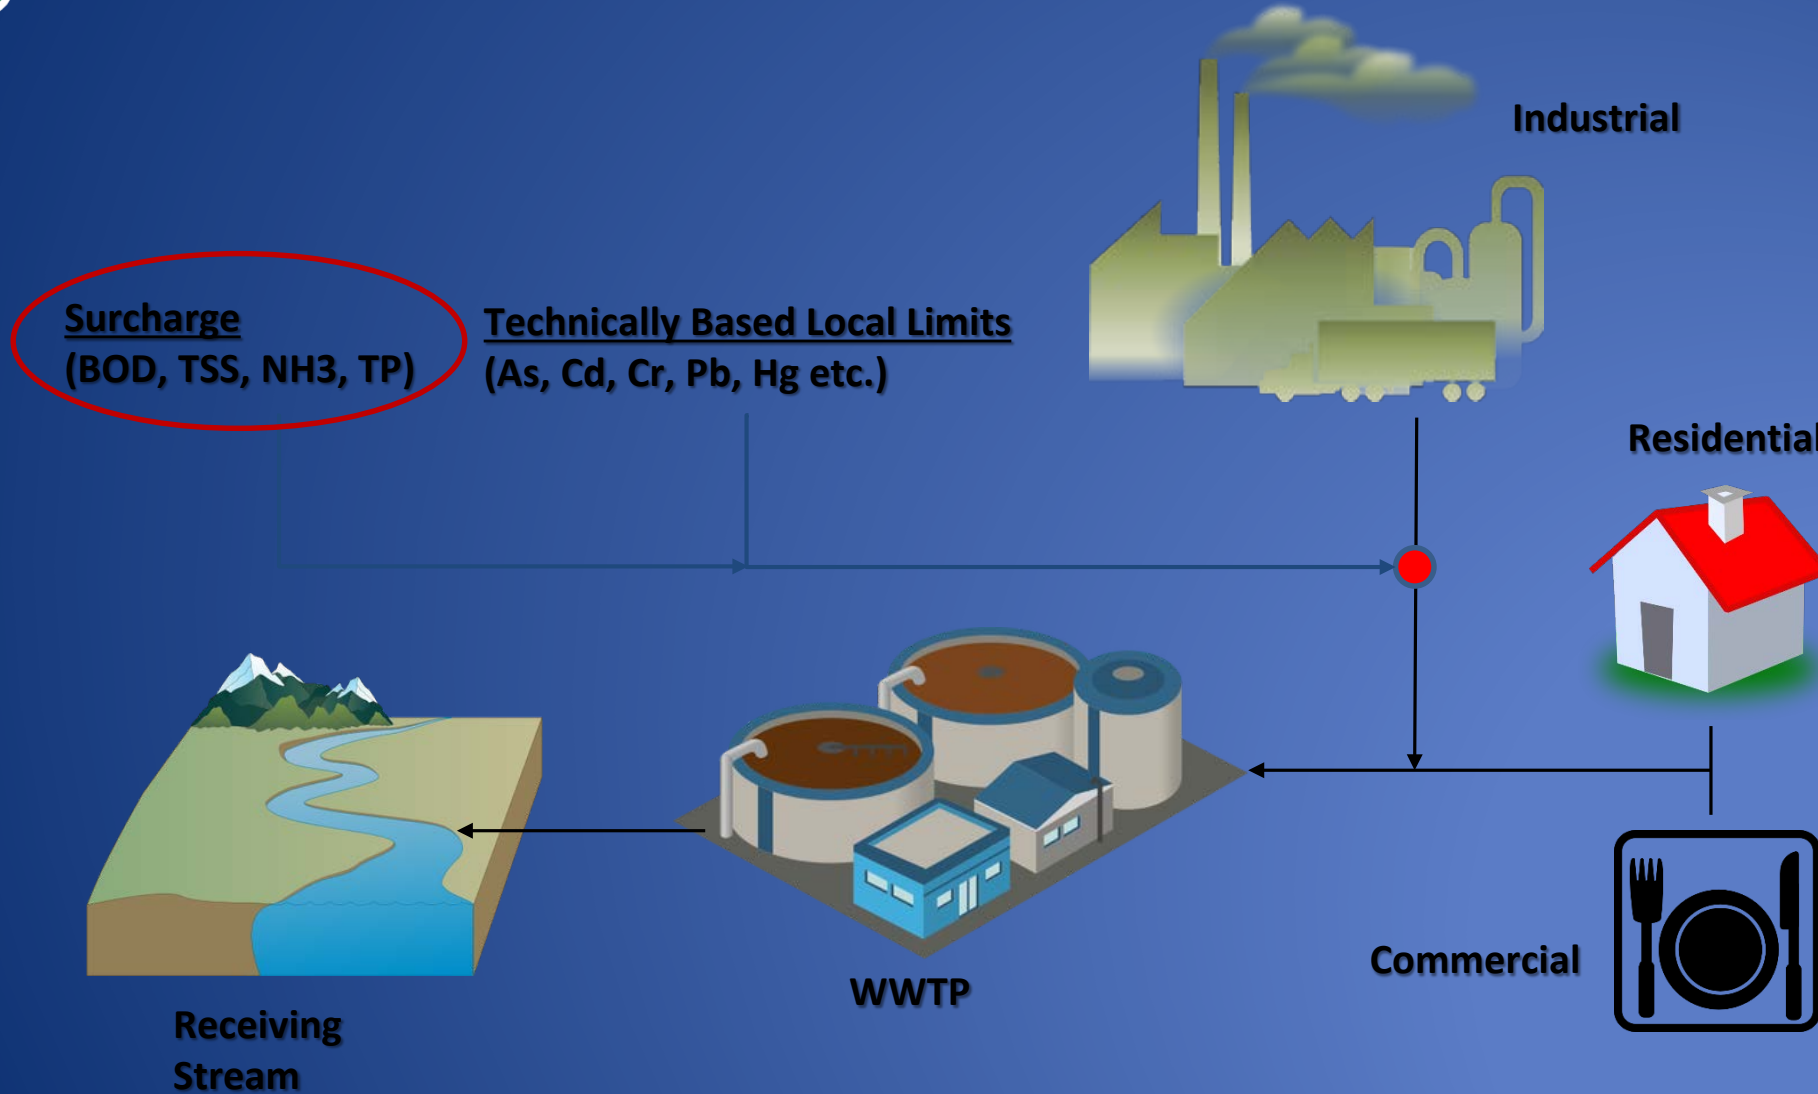 Industrial
Surcharge
(BOD, TSS, NH3, TP)
Technically Based Local Limits
(As, Cd, Cr, Pb, Hg etc.)
Residential
WWTP
Commercial
Receiving
Stream